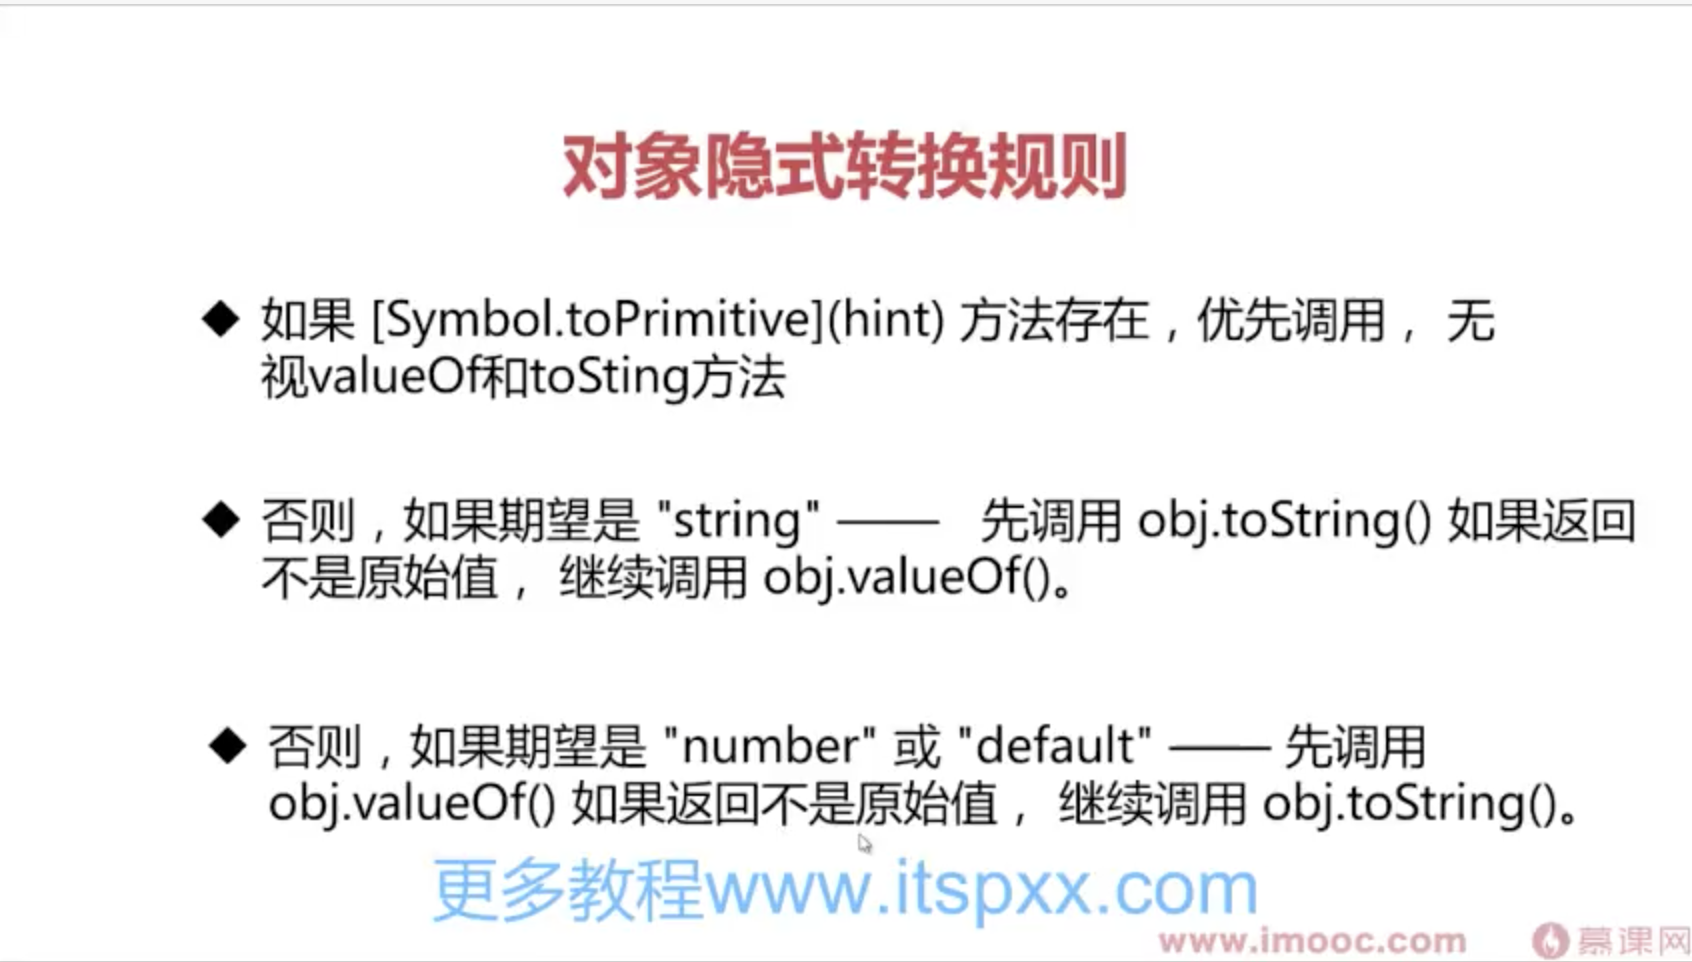 对象隐式转换规则
◆ 如果 [Symbol.toPrimitive](hint) 方法存在，优先调用， 无
视valueOf和toSting方法
◆ 否则，如果期望是 "string" —— 先调用 obj.toString() 如果返回
不是原始值， 继续调用 obj.valueOf()。
◆ 否则，如果期望是 "number" 或 "default" —— 先调用
obj.valueOf() 如果返回不是原始值， 继续调用 obj.toString()。
更多教程www.itspxx.com
www.imooc.com 慕课网